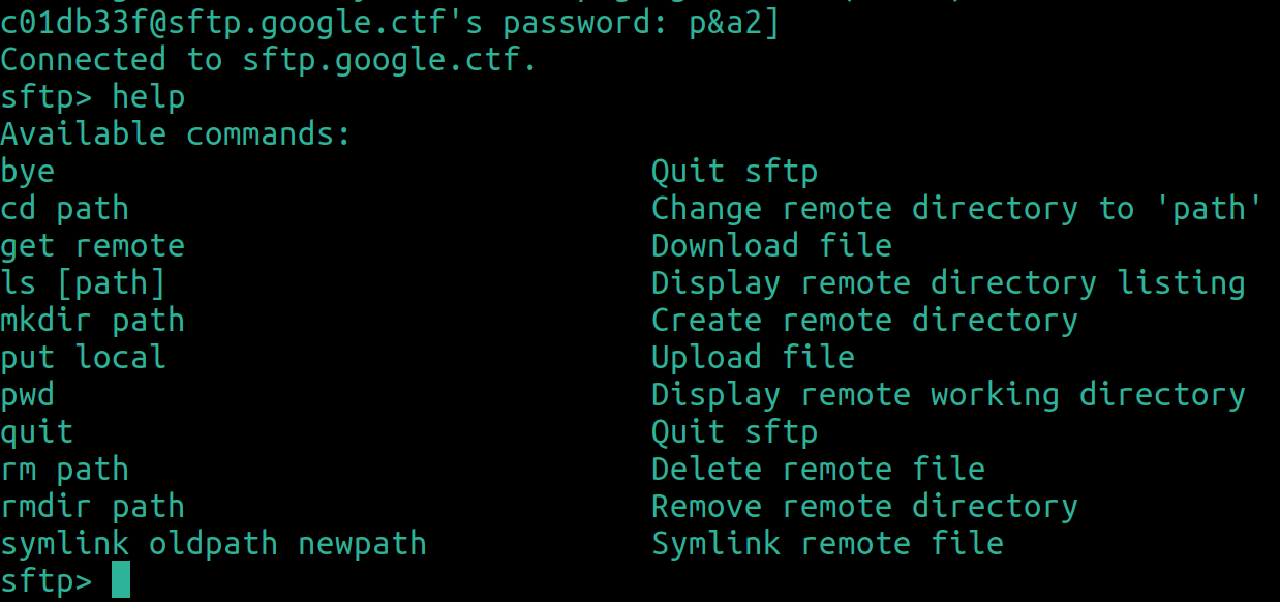 c01db33f@sftp.google.ctf's password: p&a2]
Connected to sftp.google.ctf.
sftp> help
Available commands:
bye Quit sftp
cd path Change remote directory to 'path'
get remote Download file
ls [path] Display remote directory listing
mkdir path Create remote directory
put local Upload file
pwd Display remote working directory
quit Quit sftp
rm path Delete remote file
rmdir path Remove remote directory
symlink oldpath newpath Symlink remote file
sftp>